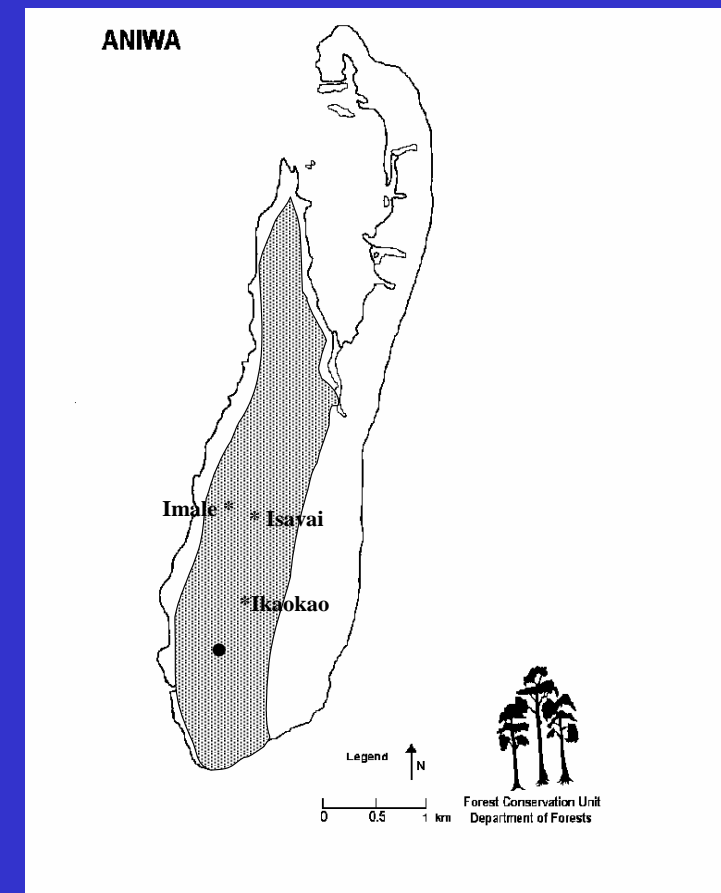 ANIWA
Imale *
* Isavai
*Ikaokao
Legend
N
0 0.5 1 km
Forest Conservation Unit
Department of Forests